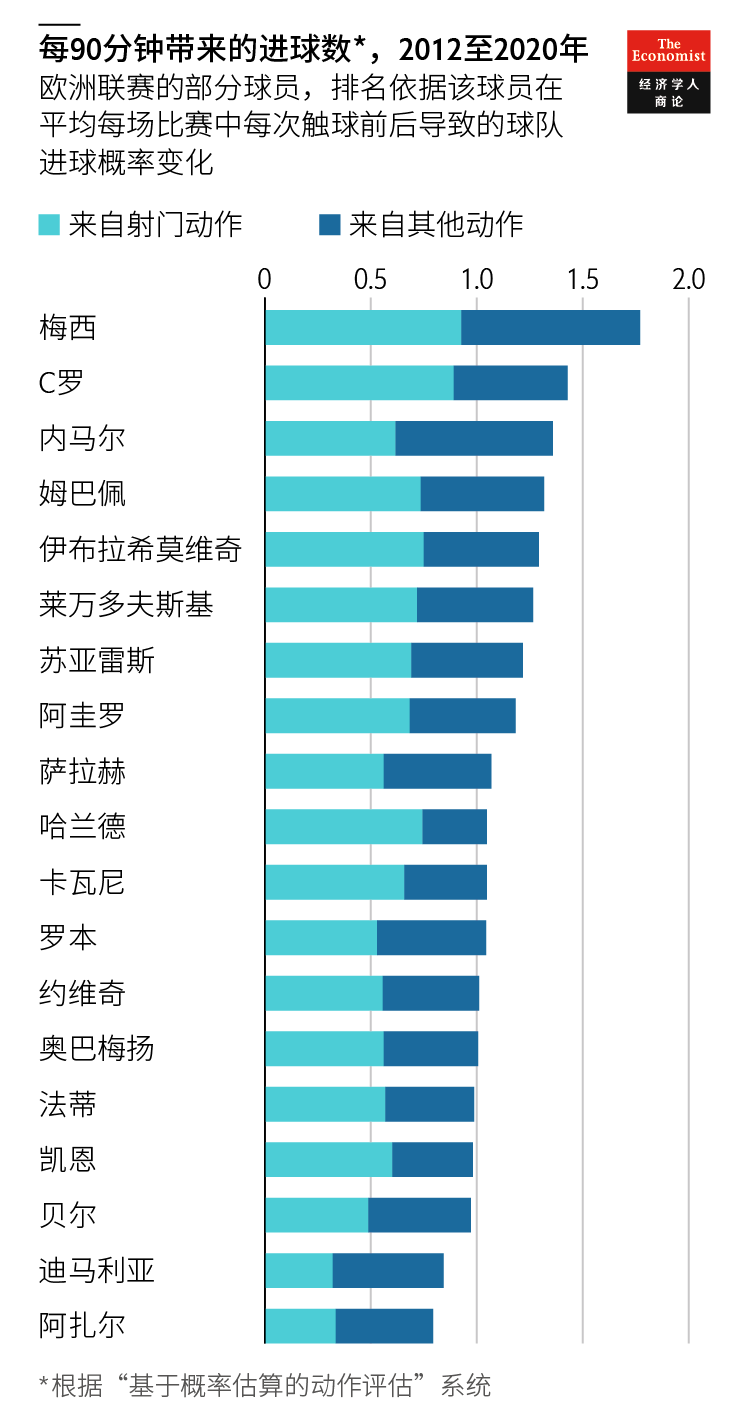 每90分钟带来的进球数*，2012至2020年
The
Economist
经济学人
商论
欧洲联赛的部分球员，排名依据该球员在
平均每场比赛中每次触球前后导致的球队
进球概率变化
来自射门动作 来自其他动作
0 0.5 1.0 1.5 2.0
梅西
C罗
内马尔
姆巴佩
伊布拉希莫维奇
莱万多夫斯基
苏亚雷斯
阿圭罗
萨拉赫
哈兰德
卡瓦尼
罗本
约维奇
奥巴梅扬
法蒂
凯恩
贝尔
迪马利亚
阿扎尔
*根据“基于概率估算的动作评估”系统